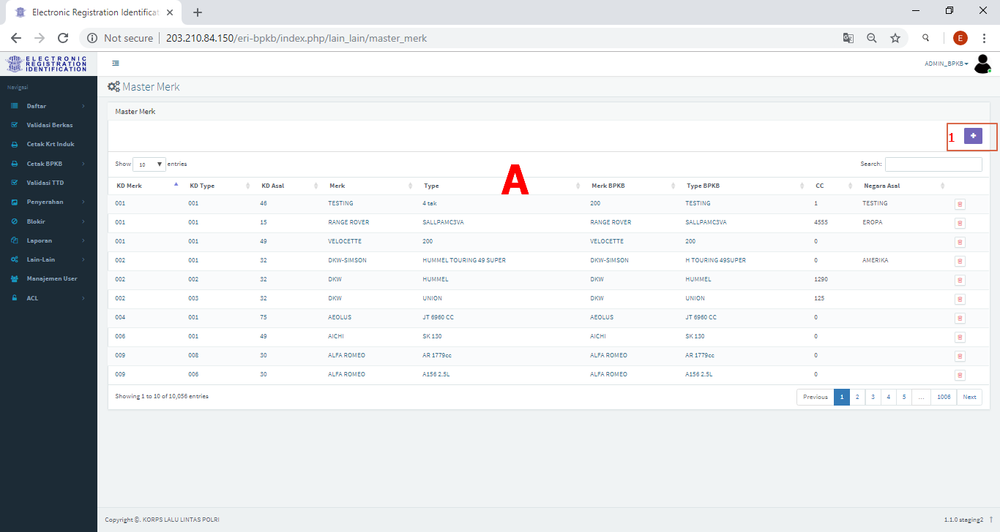 Electronic Registration Identificat
Not secure 203.210.84.150/eri-bpkb/index.php/lain_lain/master_merk E
ELECTRONIC
REGISTRATION
IDENTIFICATION
ADMIN_BPKB
Navigasi
Daftar
Validasi Berkas
Cetak Krt Induk
Cetak BPKB
Validasi TTD
Penyerahan
Blokir
Laporan
Lain-Lain
Manajemen User
ACL
Master Merk
Master Merk
1 +
Show 10 entries Search:
A
KD Merk KD Type KD Asal Merk Type Merk BPKB Type BPKB CC Negara Asal
001 001 46 TESTING 4 tak 200 TESTING 1 TESTING
001 001 15 RANGE ROVER SALLPAMC3VA RANGE ROVER SALLPAMC3VA 4555 EROPA
001 001 49 VELOCETTE 200 VELOCETTE 200 0
002 001 32 DKW-SIMSON HUMMEL TOURING 49 SUPER DKW-SIMSON H TOURING 49SUPER 0 AMERIKA
002 002 32 DKW HUMMEL DKW HUMMEL 1290
002 003 32 DKW UNION DKW UNION 125
004 001 75 AEOLUS JT 6960 CC AEOLUS JT 6960 CC 0
006 001 49 AICHI SK 130 AICHI SK 130 0
009 008 30 ALFA ROMEO AR 1779cc ALFA ROMEO AR 1779cc 0
009 006 30 ALFA ROMEO A156 2.5L ALFA ROMEO A156 2.5L 0
Showing 1 to 10 of 10,056 entries Previous 1 2 3 4 5 ... 1006 Next
Copyright ©. KORPS LALU LINTAS POLRI 1.1.0 staging2